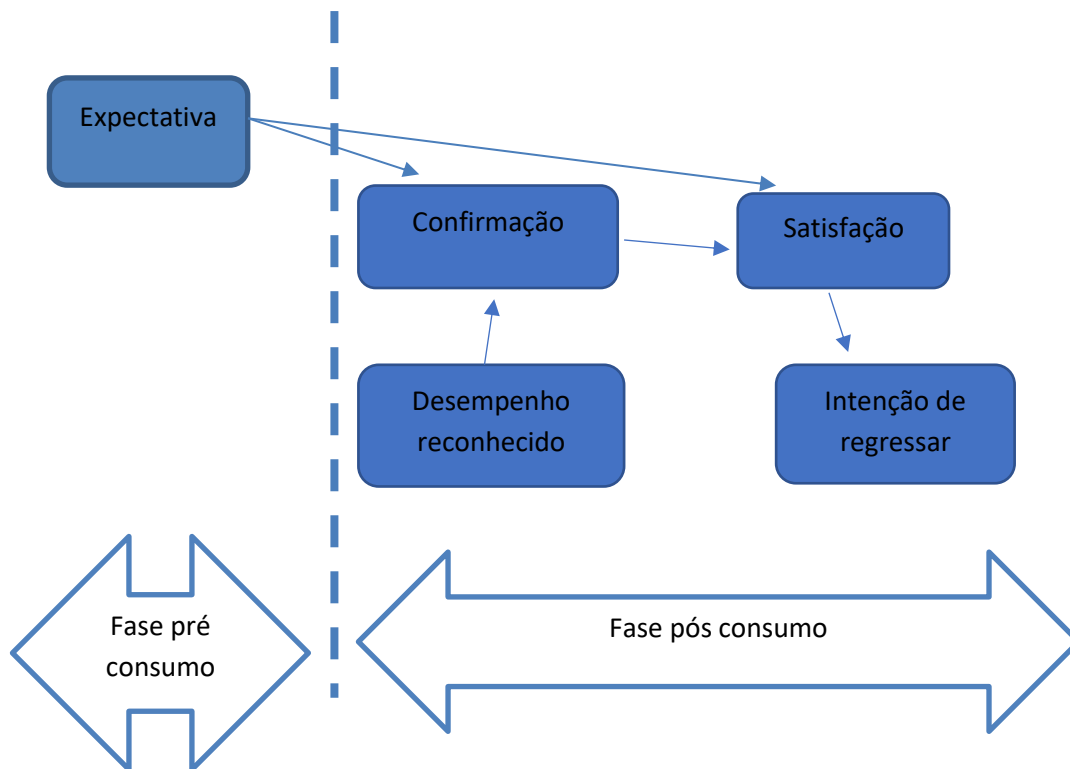 Expectativa
Confirmação
Satisfação
Desempenho
reconhecido
Intenção de
regressar
Fase pré
consumo
Fase pós consumo